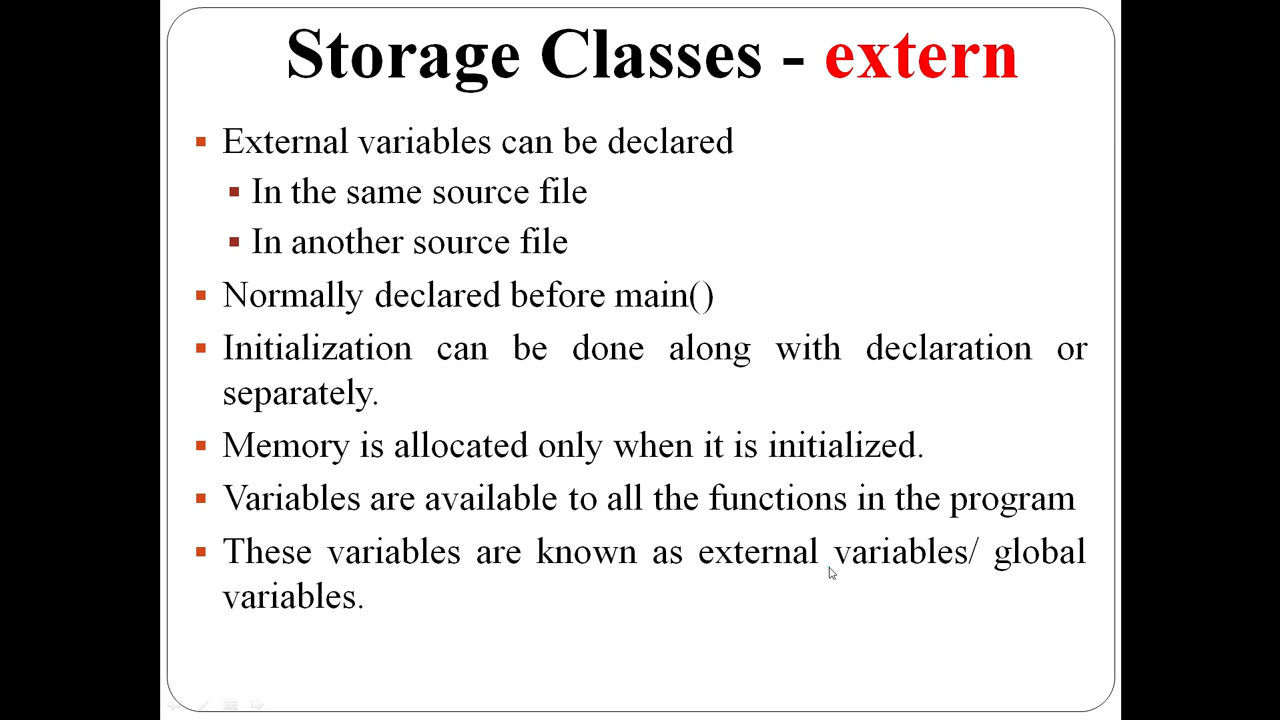 Storage Classes - extern
External variables can be declared
In the same source file
In another source file
Normally declared before main()
Initialization can be done along with declaration or
separately.
Memory is allocated only when it is initialized.
Variables are available to all the functions in the program
These variables are known as external variables/ global
variables.